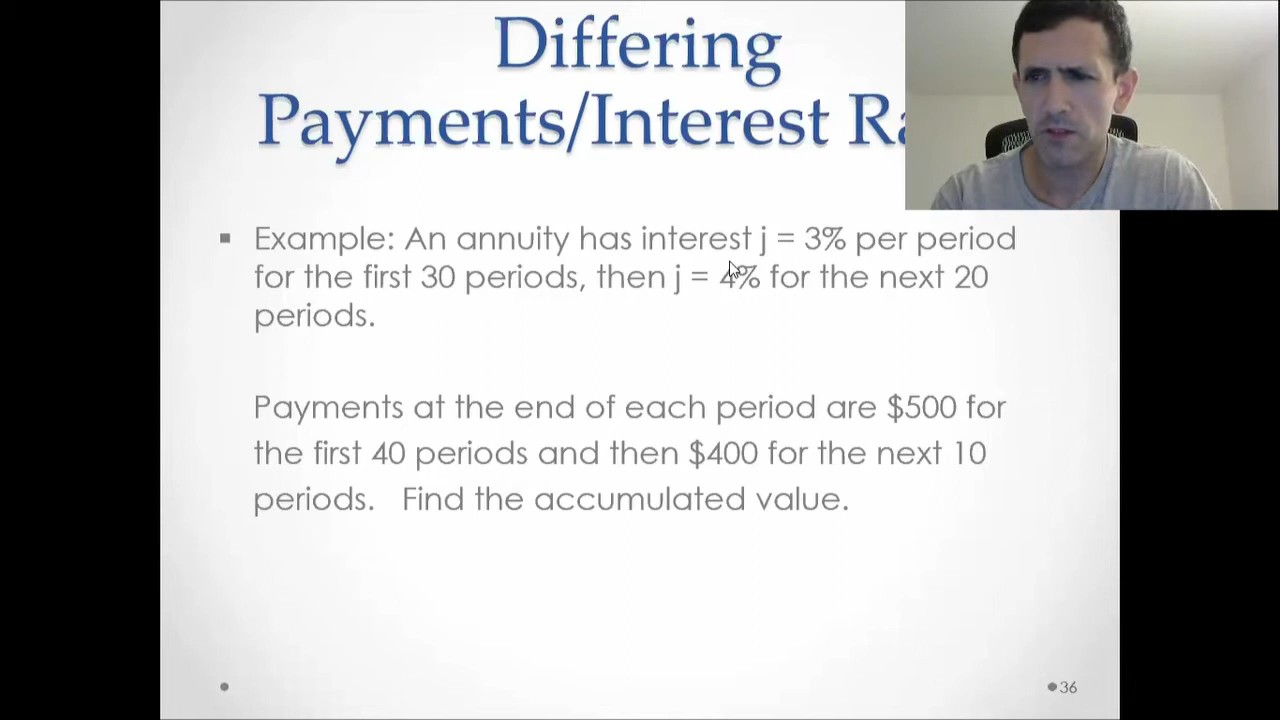 Differing
Payments/Interest
Example: An annuity has interest j = 3% per period
for the first 30 periods, then j = 4% for the next 20
periods.
Payments at the end of each period are $500 for
the first 40 periods and then $400 for the next 10
periods. Find the accumulated value.
36